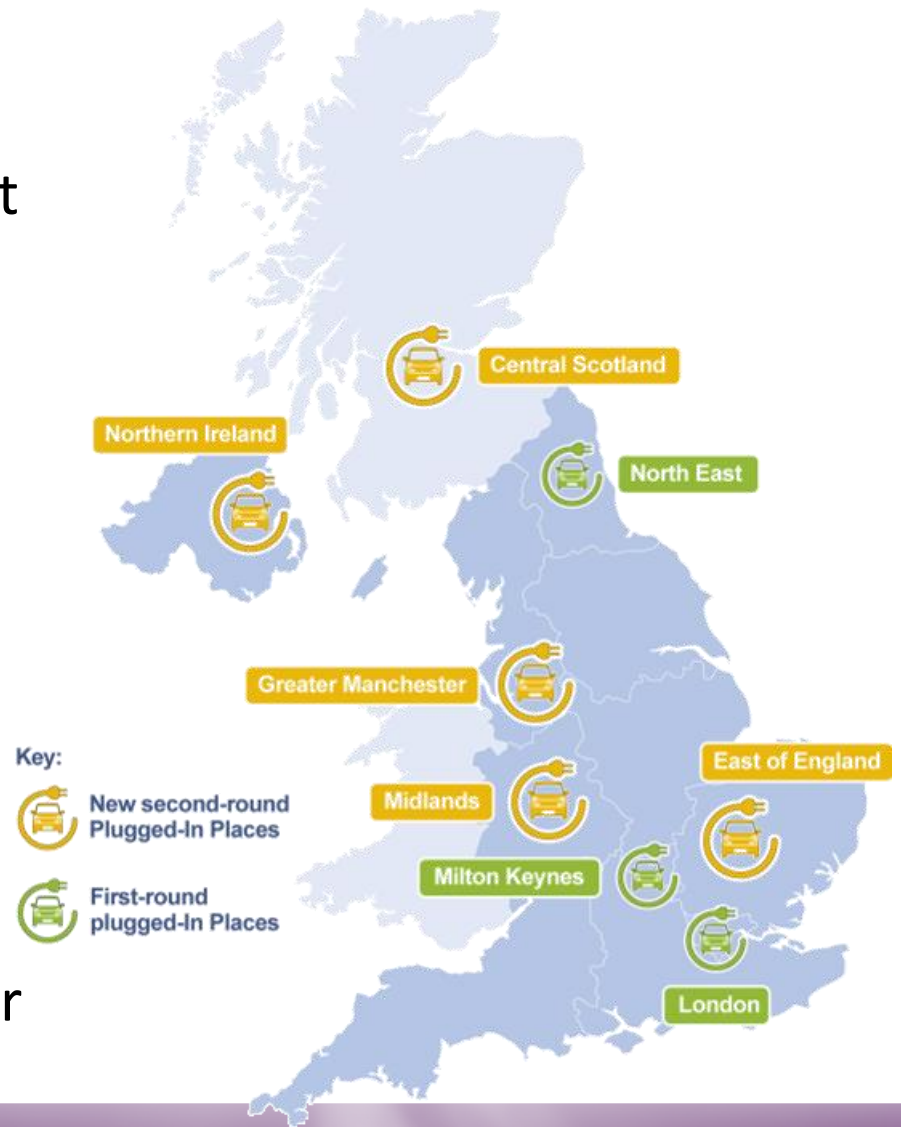 t
Central Scotland
Northern Ireland
North East
Greater Manchester
Key:
East of England
New second-round
Plugged-In Places
Midlands
Milton Keynes
First-round
plugged-In Places
London
r